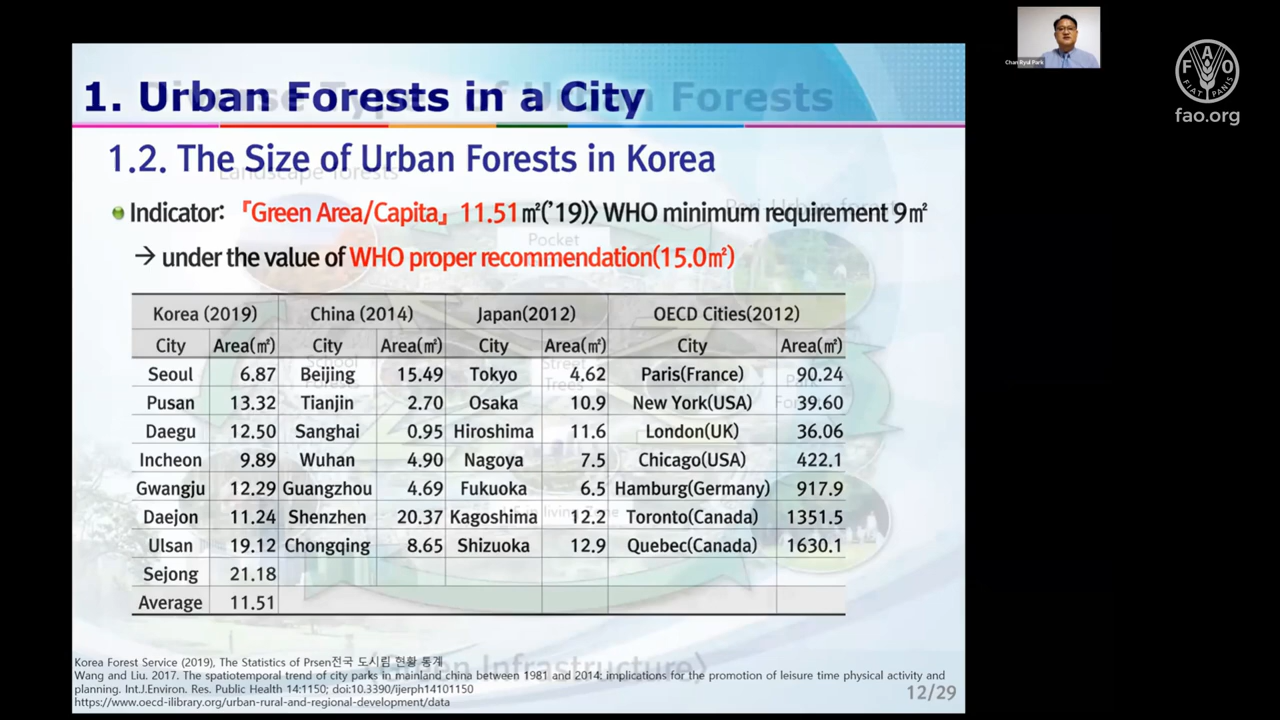 1. Urban Forests in a City
1.2. The Size of Urban Forests in Korea
Indicator: 『Green Area/Capita』 11.51㎡('19)〉WHO minimum requirement 9㎡
→ under the value of WHO proper recommendation(15.0㎡)
Korea (2019) China (2014) Japan(2012) OECD Cities(2012)
City Area(㎡) City Area(㎡) City Area(㎡) City Area(㎡)
Seoul 6.87 Beijing 15.49 Tokyo 4.62 Paris(France) 90.24
Pusan 13.32 Tianjin 2.70 Osaka 10.9 New York(USA) 39.60
Daegu 12.50 Sanghai 0.95 Hiroshima 11.6 London(UK) 36.06
Incheon 9.89 Wuhan 4.90 Nagoya 7.5 Chicago(USA) 422.1
Gwangju 12.29 Guangzhou 4.69 Fukuoka 6.5 Hamburg(Germany) 917.9
Daejon 11.24 Shenzhen 20.37 Kagoshima 12.2 Toronto(Canada) 1351.5
Ulsan 19.12 Chongqing 8.65 Shizuoka 12.9 Quebec(Canada) 1630.1
Sejong 21.18
Average 11.51
Korea Forest Service (2019), The Statistics of Prsen전국 도시림 현황 통계
Wang and Liu. 2017. The spatiotemporal trend of city parks in mainland china between 1981 and 2014: implications for the promotion of leisure time physical activity and
planning. Int.J.Environ. Res. Public Health 14:1150; doi:10.3390/ijerph14101150
https://www.oecd-ilibrary.org/urban-rural-and-regional-development/data
12/29
Chan Ryul Park
FAO
FIAT PANIS
fao.org